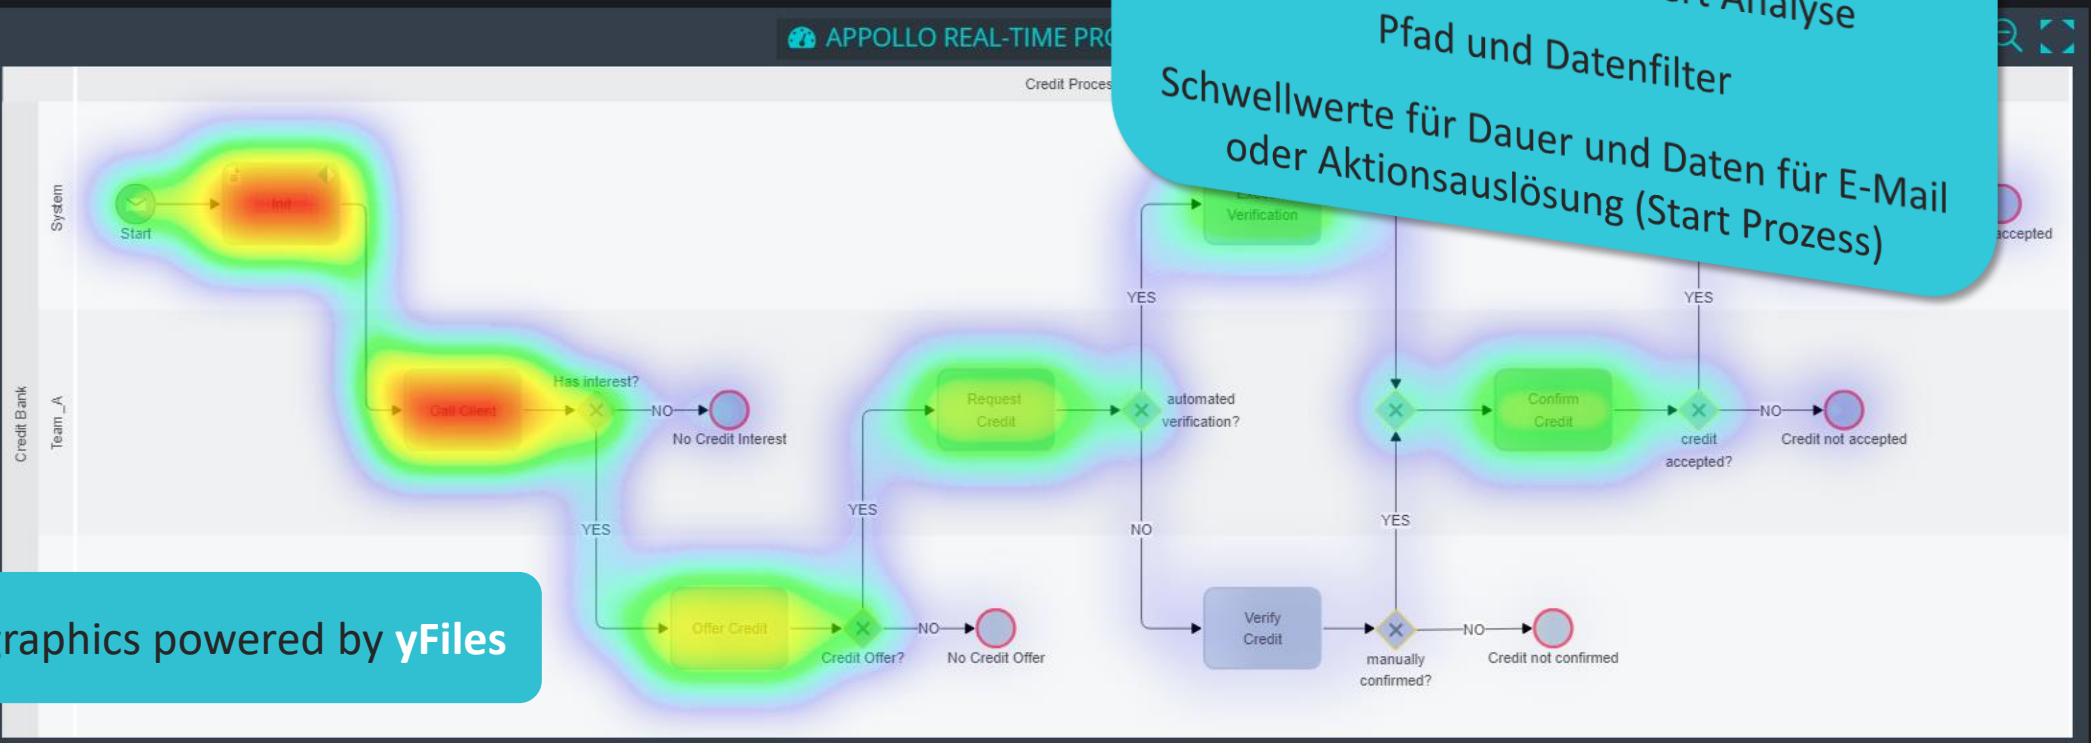 APPOLLO REAL-TIME
Analyse
Pfad und Datenfilter
Schwellwerte für Dauer und Daten für E-Mail
oder Aktionsauslösung (Start Prozess)
Credit
Credit Bank
System
Team_A
Start
Init
Verification
accepted
YES
YES
Call Client
Has interest?
NO
No Credit Interest
Request
Credit
automated
verification?
Confirm
Credit
credit
accepted?
NO
Credit not accepted
YES
YES
NO
YES
Offer Credit
Credit Offer?
NO
No Credit Offer
Verify
Credit
manually
confirmed?
NO
Credit not confirmed
powered by yFiles